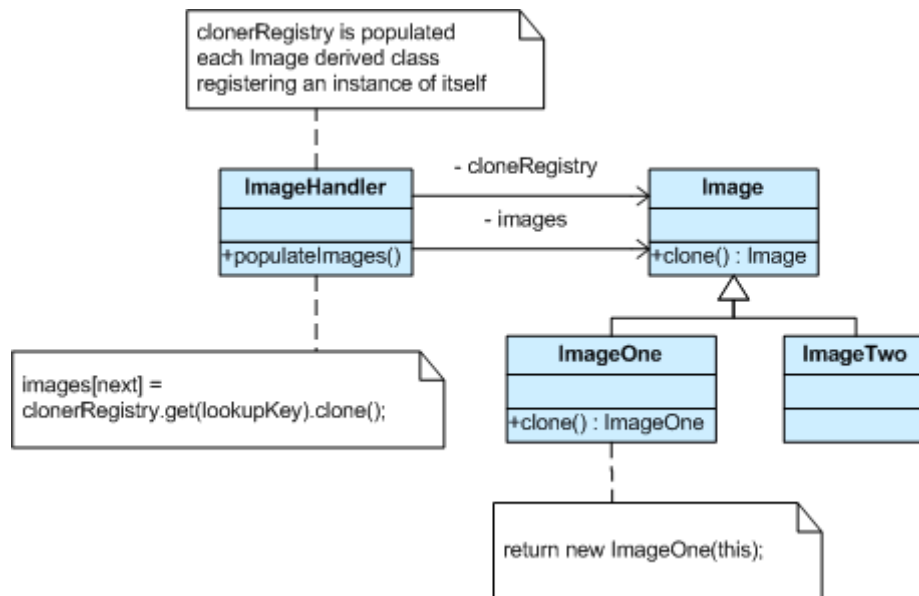 clonerRegistry is populated
each Image derived class
registering an instance of itself
- cloneRegistry
ImageHandler
Image
- images
+populateImages()
+clone() : Image
ImageOne
ImageTwo
images[next] =
clonerRegistry.get(lookupKey).clone();
+clone() : ImageOne
return new ImageOne(this);